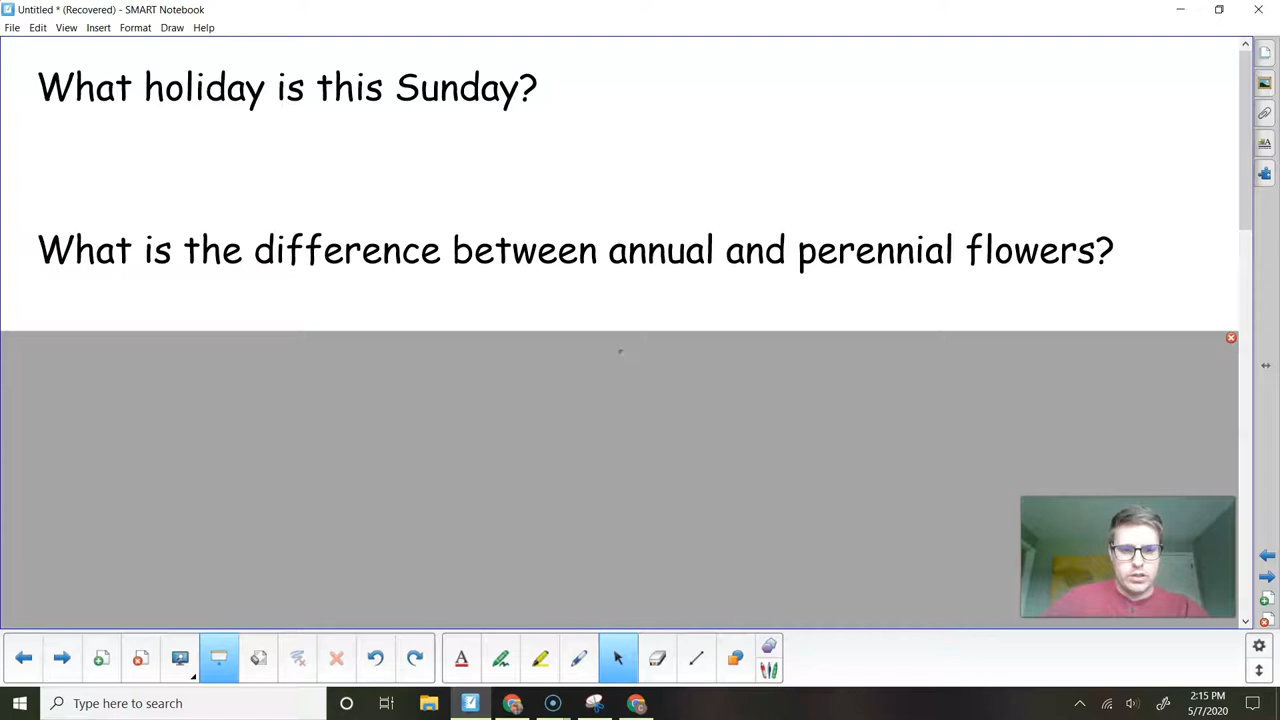 Untitled * (Recovered) - SMART Notebook
File Edit View Insert Format Draw Help
What holiday is this Sunday?
What is the difference between annual and perennial flowers?
Type here to search
2:15 PM
5/7/2020